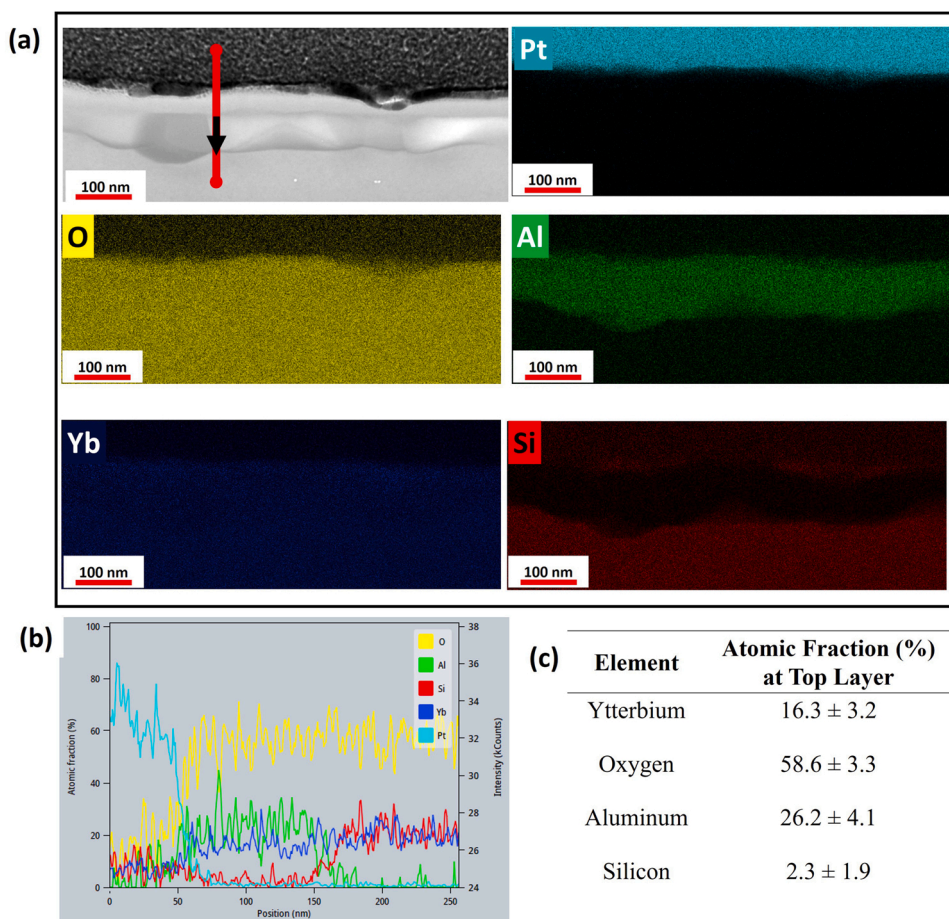 (a)
Pt
100 nm
100 nm
O
Al
100 nm
100 nm
Yb
Si
100 nm
100 nm
(b)
100
80
60
40
20
0
Atomic fraction (%)
0 50 100 150 200 250
Position (nm)
38
36
34
32
30
28
26
24
Intensity (kCounts)
O
Al
Si
Yb
Pt
(c)
Element Atomic Fraction (%)
at Top Layer
Ytterbium 16.3 ± 3.2
Oxygen 58.6 ± 3.3
Aluminum 26.2 ± 4.1
Silicon 2.3 ± 1.9